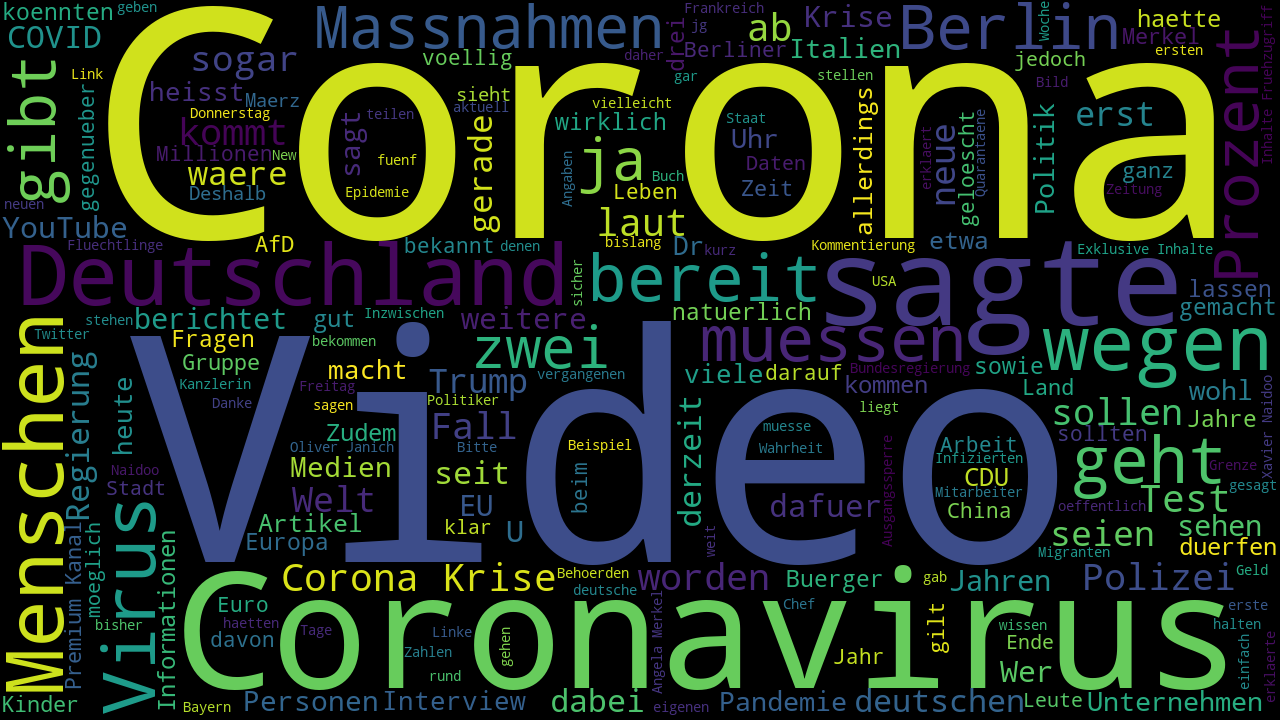 koennten
geben
COVID
Massnahmen
Frankreich
jg
drei
ab
Krise
Berlin
Woche
haette
Merkel
ersten
Corona
sogar
voellig
daher
Berliner
Italien
jedoch
Prozent
Inhalte Fruehzugriff
gibt
Link
gegenueber
heisst
Maerz
Donnerstag
teilen
sieht
aktuell
gar
stellen
vielleicht
Bild
kommt
sagt
gerade
wirklich
Staat
Uhr
allerdings
erklaert
neue
geloescht
Quarantaene
Politik
erst
Millionen
New
fuenf
ja
Daten
ganz
waere
Deshalb
Epidemie
Angaben
Buch
Leben
Zeit
Zeitung
neuen
YouTube
laut
Fluechtlinge
AfD
bekannt
denen
bislang
Dr
kurz
Kommentierung
etwa
Exklusive Inhalte
Deutschland
sicher
bereit
sagte
USA
lassen
gemacht
Menschen
stehen
berichtet
gut
Inzwischen
weitere
natuerlich
Twitter
Fragen
bekommen
zwei
muessen
Bundesregierung
wegen
Regierung
Gruppe
macht
Trump
vergangenen
viele
darauf
sowie
Kanzlerin
Freitag
kommen
Land
wohl
Xavier Naidoo
heute
Danke
sagen
Politiker
liegt
Video
Zudem
Fall
derzeit
muesse
sollen
Jahre
Oliver Janich
Bitte
Beispiel
Wahrheit
Arbeit
sollten
Naidoo
Medien
seit
beim
Infizierten
geht
Grenze
Stadt
Welt
EU
dafuer
Ausgangssperre
CDU
Mitarbeiter
Test
gesagt
Virus
Artikel
klar
U
China
oeffentlich
seien
sehen
Premium Kanal
moeglich
Europa
weit
Migranten
duerfen
Informationen
Corona Krise
Behoerden
deutsche
worden
Buerger
gab
Jahren
Polizei
Geld
Coronavirus
Euro
haetten
bisher
davon
Tage
Linke
Zahlen
gehen
Angela Merkel
Chef
gilt
wissen
Ende
erste
halten
einfach
erklaerte
rund
Jahr
Wer
Kinder
Bayern
Personen
Interview
dabei
eigenen
Pandemie
deutschen
Leute
Unternehmen